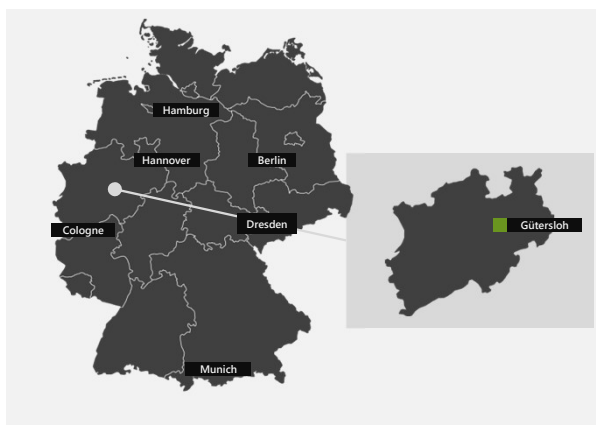 Hamburg
Hannover
Berlin
Dresden
Cologne
Gütersloh
Munich